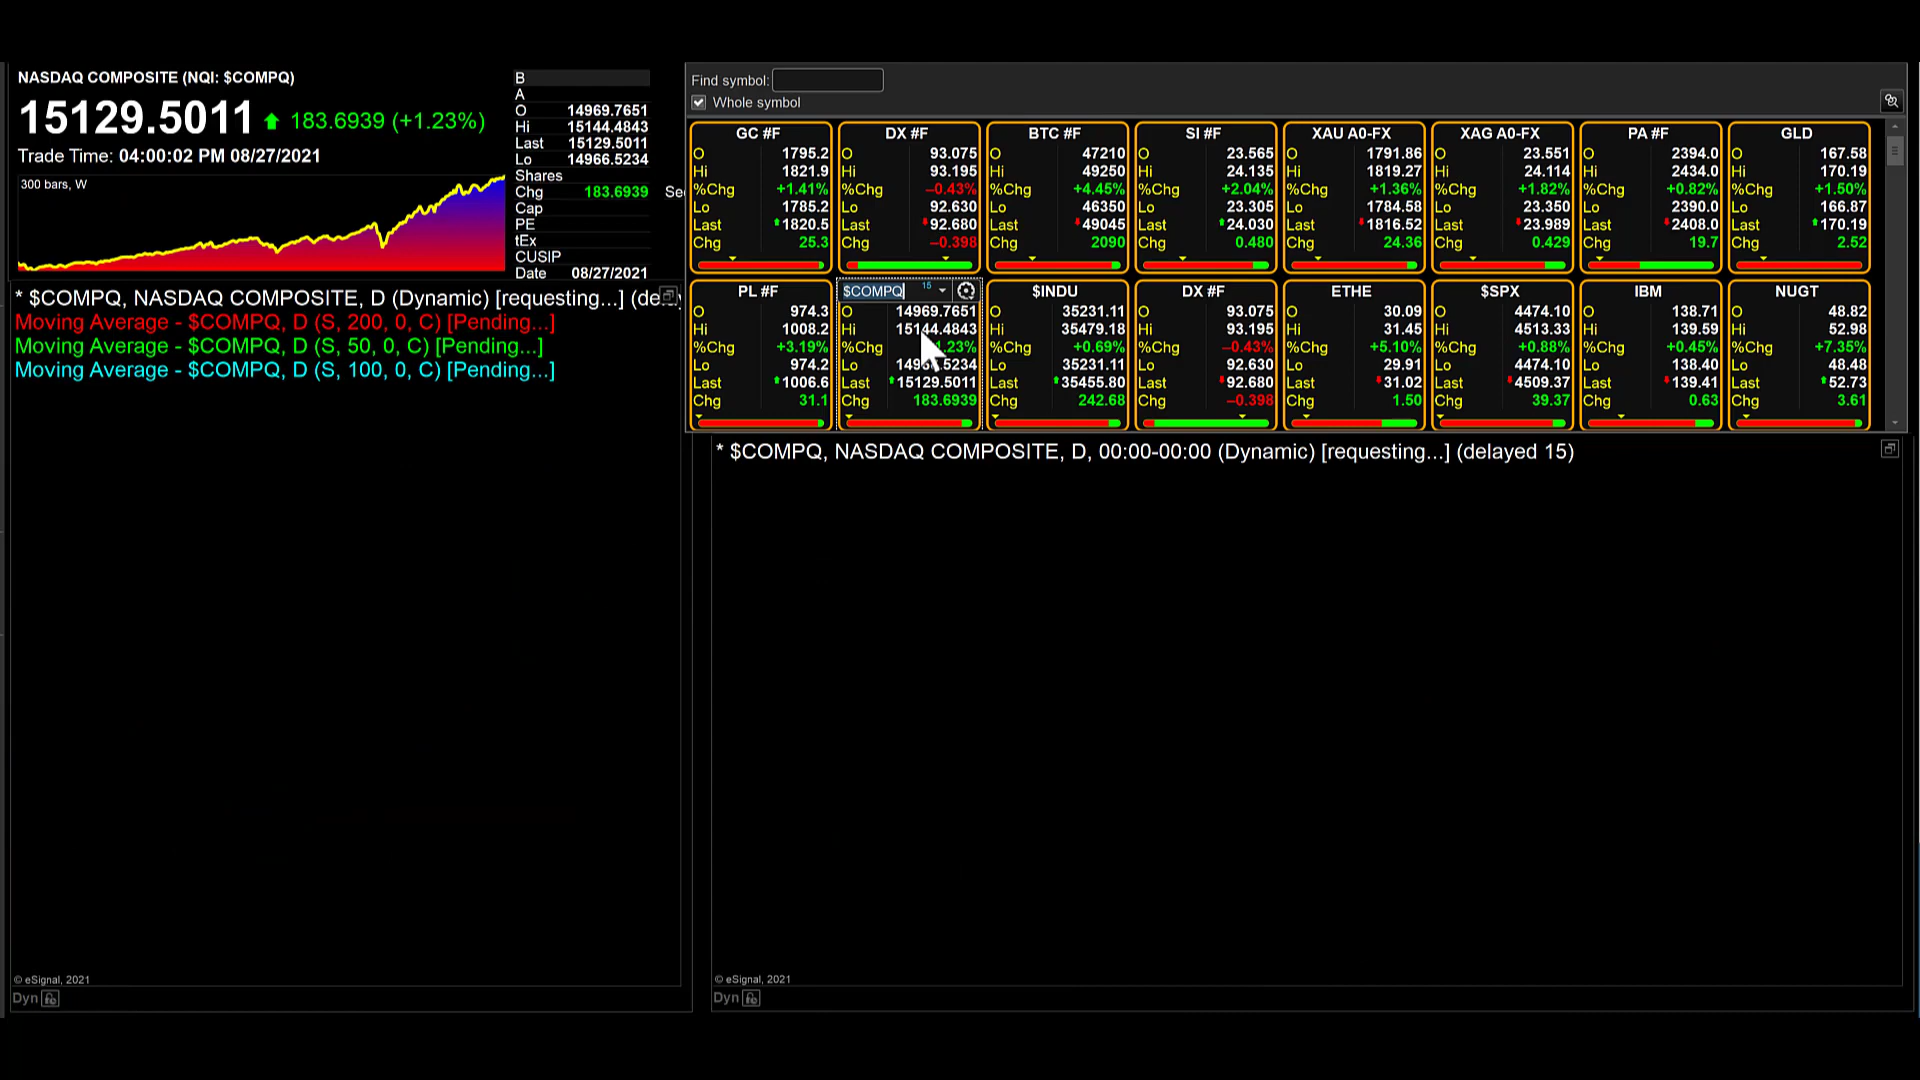 NASDAQ COMPOSITE (NQI: $COMPQ)
15129.5011 183.6939 (+1.23%)
Trade Time: 04:00:02 PM 08/27/2021
300 bars, W
B
A
O 14969.7651
Hi 15144.4843
Last 15129.5011
Lo 14966.5234
Shares
Chg 183.6939 Se
Cap
PE
tEx
CUSIP
Date 08/27/2021
Find symbol:
Whole symbol
GC #F DX #F BTC #F SI #F XAU A0-FX XAG A0-FX PA #F GLD
O 1795.2 O 93.075 O 47210 O 23.565 O 1791.86 O 23.551 O 2394.0 O 167.58
Hi 1821.9 Hi 93.195 Hi 49250 Hi 24.135 Hi 1819.27 Hi 24.114 Hi 2434.0 Hi 170.19
%Chg +1.41% %Chg −0.43% %Chg +4.45% %Chg +2.04% %Chg +1.36% %Chg +1.82% %Chg +0.82% %Chg +1.50%
Lo 1785.2 Lo 92.630 Lo 46350 Lo 23.305 Lo 1784.58 Lo 23.350 Lo 2390.0 Lo 166.87
Last 1820.5 Last 92.680 Last 49045 Last 24.030 Last 1816.52 Last 23.989 Last 2408.0 Last 170.19
Chg 25.3 Chg −0.398 Chg 2090 Chg 0.480 Chg 24.36 Chg 0.429 Chg 19.7 Chg 2.52
PL #F $COMPQ 15 $INDU DX #F ETHE $SPX IBM NUGT
O 974.3 O 14969.7651 O 35231.11 O 93.075 O 30.09 O 4474.10 O 138.71 O 48.82
Hi 1008.2 Hi 15144.4843 Hi 35479.18 Hi 93.195 Hi 31.45 Hi 4513.33 Hi 139.59 Hi 52.98
%Chg +3.19% %Chg .23% %Chg +0.69% %Chg −0.43% %Chg +5.10% %Chg +0.88% %Chg +0.45% %Chg +7.35%
Lo 974.2 Lo Lo 35231.11 Lo 92.630 Lo 29.91 Lo 4474.10 Lo 138.40 Lo 48.48
Last 1006.6 Last 15129.5011 Last 35455.80 Last 92.680 Last 31.02 Last 4509.37 Last 139.41 Last 52.73
Chg 31.1 Chg 183.6939 Chg 242.68 Chg −0.398 Chg 1.50 Chg 39.37 Chg 0.63 Chg 3.61
* $COMPQ, NASDAQ COMPOSITE, D (Dynamic) [requesting...] (de
Moving Average - $COMPQ, D (S, 200, 0, C) [Pending...]
Moving Average - $COMPQ, D (S, 50, 0, C) [Pending...]
Moving Average - $COMPQ, D (S, 100, 0, C) [Pending...]
© eSignal, 2021
Dyn
* $COMPQ, NASDAQ COMPOSITE, D, 00:00-00:00 (Dynamic) [requesting...] (delayed 15)
© eSignal, 2021
Dyn